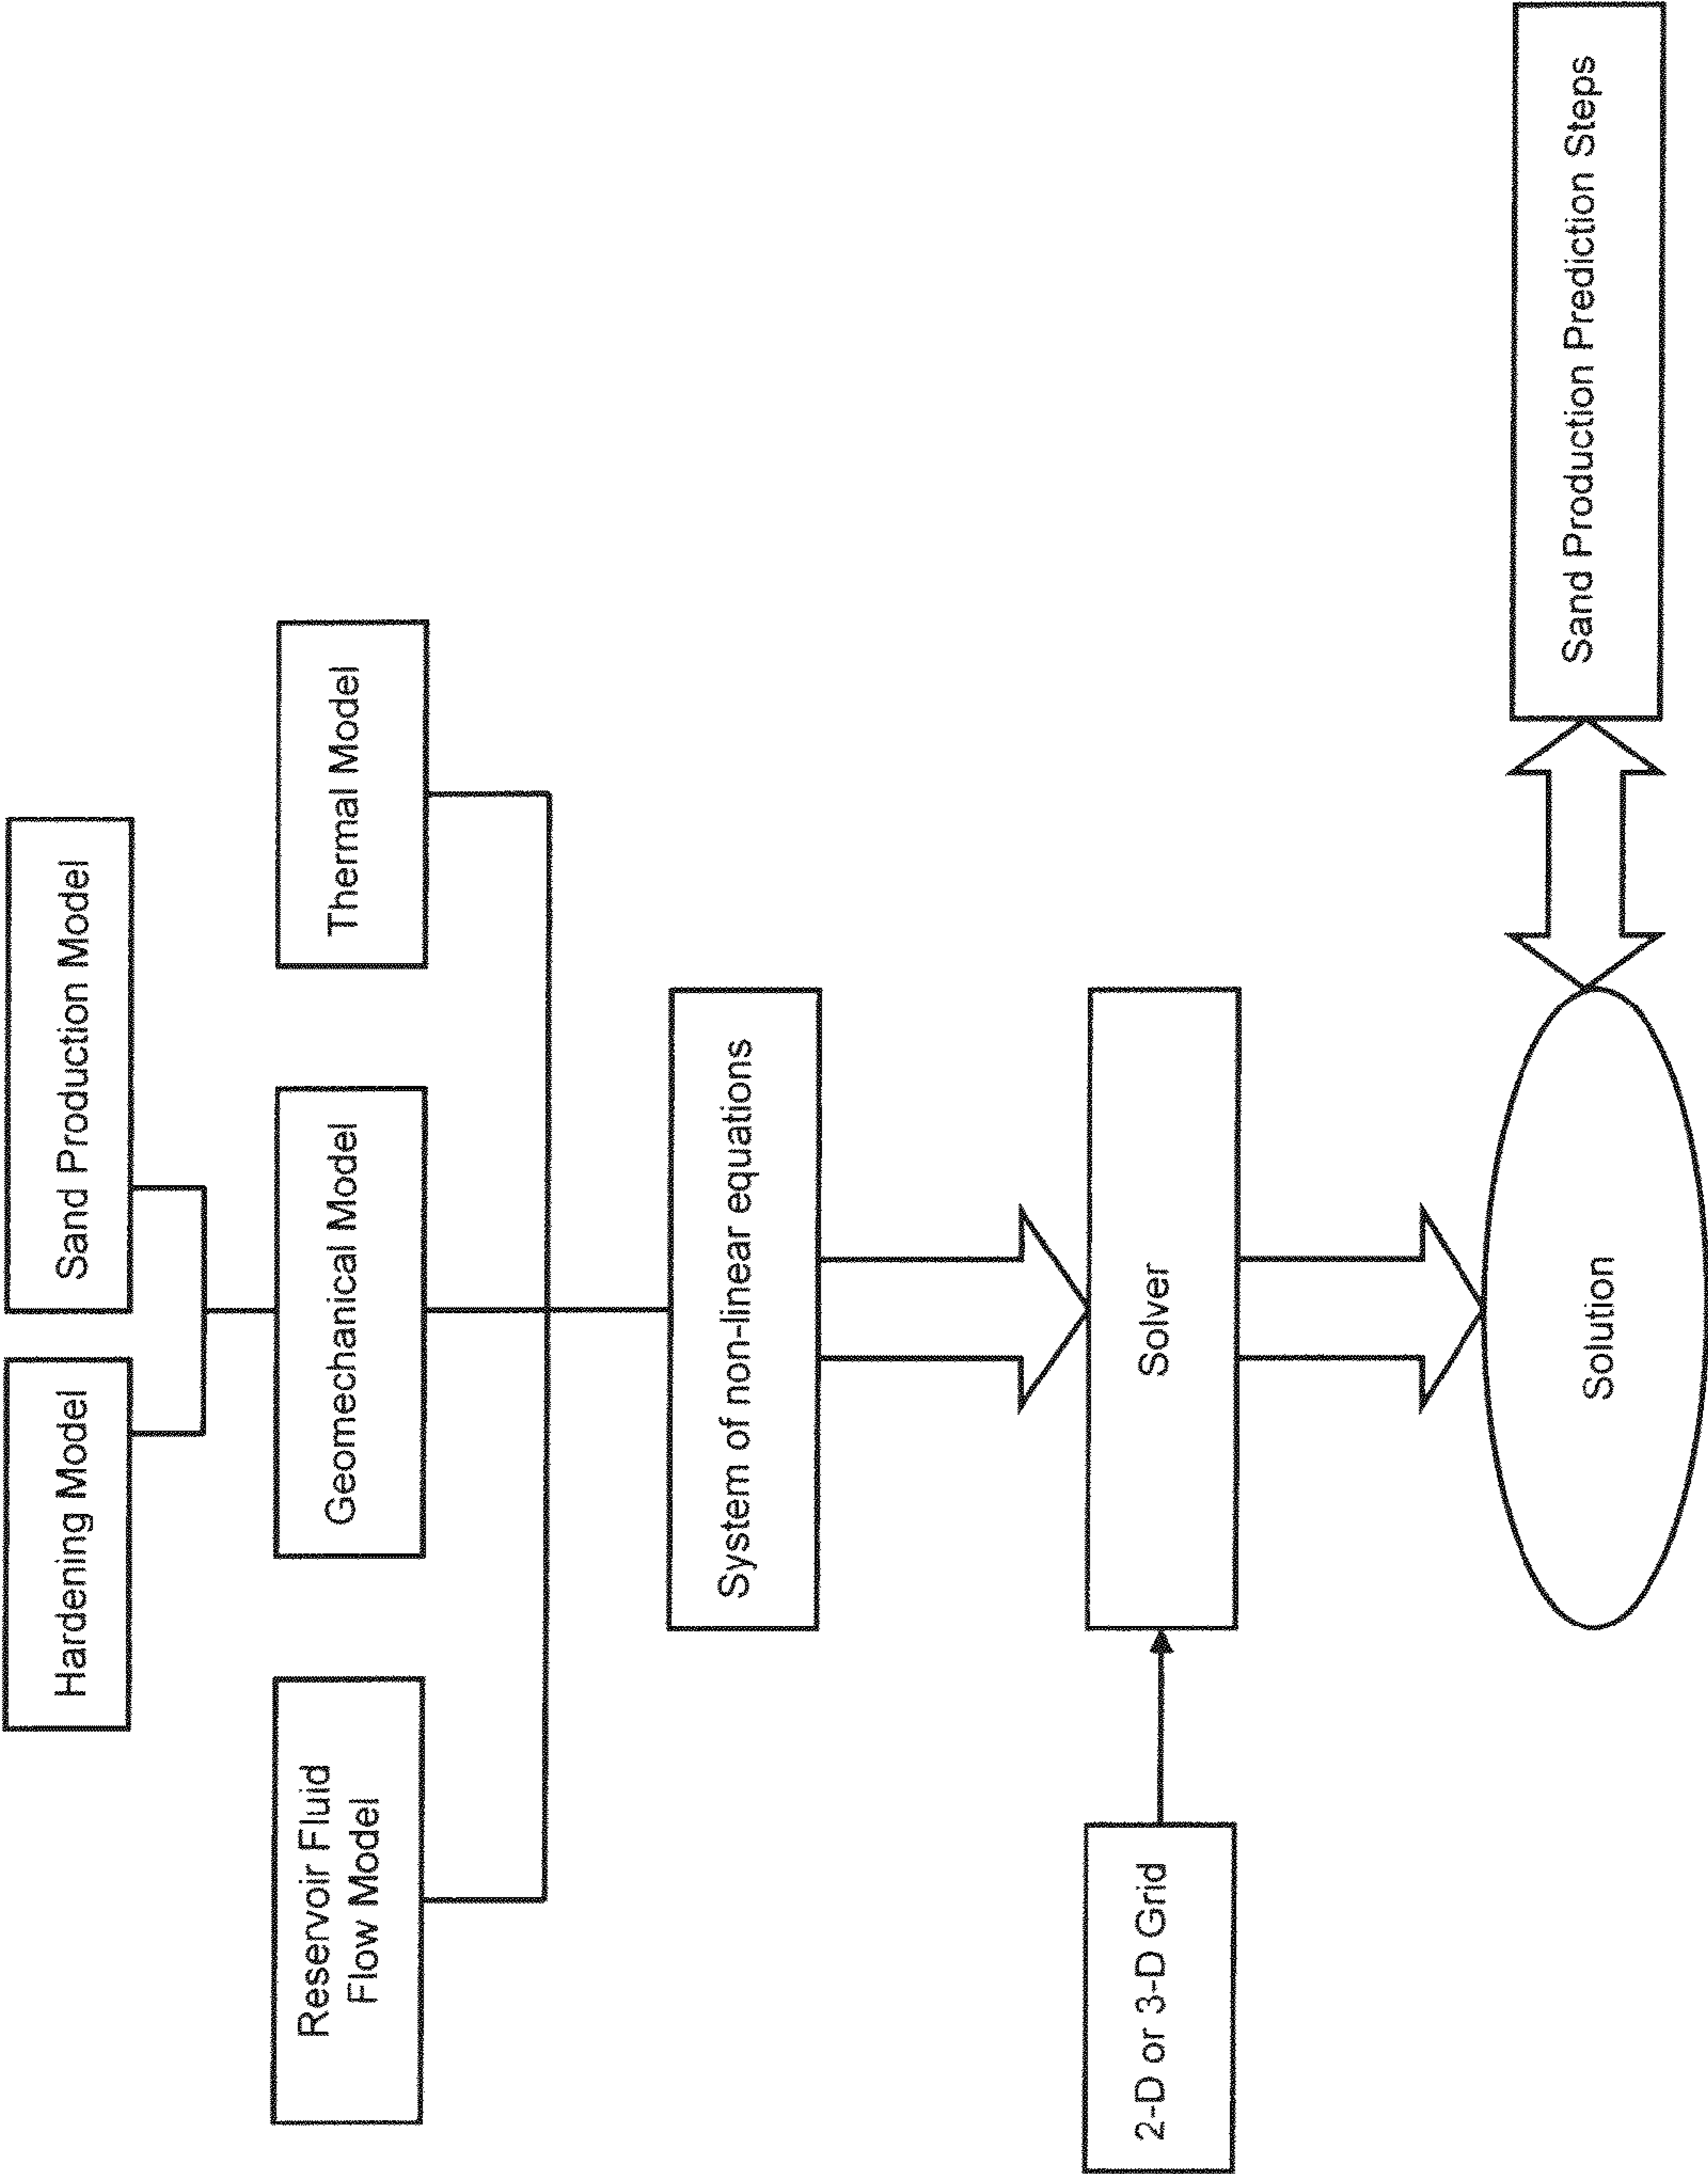 Hardening Model
Sand Production Model
Reservoir Fluid
Flow Model
Geomechanical Model
Thermal Model
System of non-linear equations
2-D or 3-D Grid
Solver
Solution
Sand Production Prediction Steps